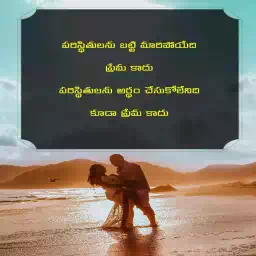 పరిస్థితులను బట్టి మారిపోయేది
ప్రేమ కాదు
పరిస్థితులను అర్ధం చేసుకోలేనిది
కూడా ప్రేమ కాదు